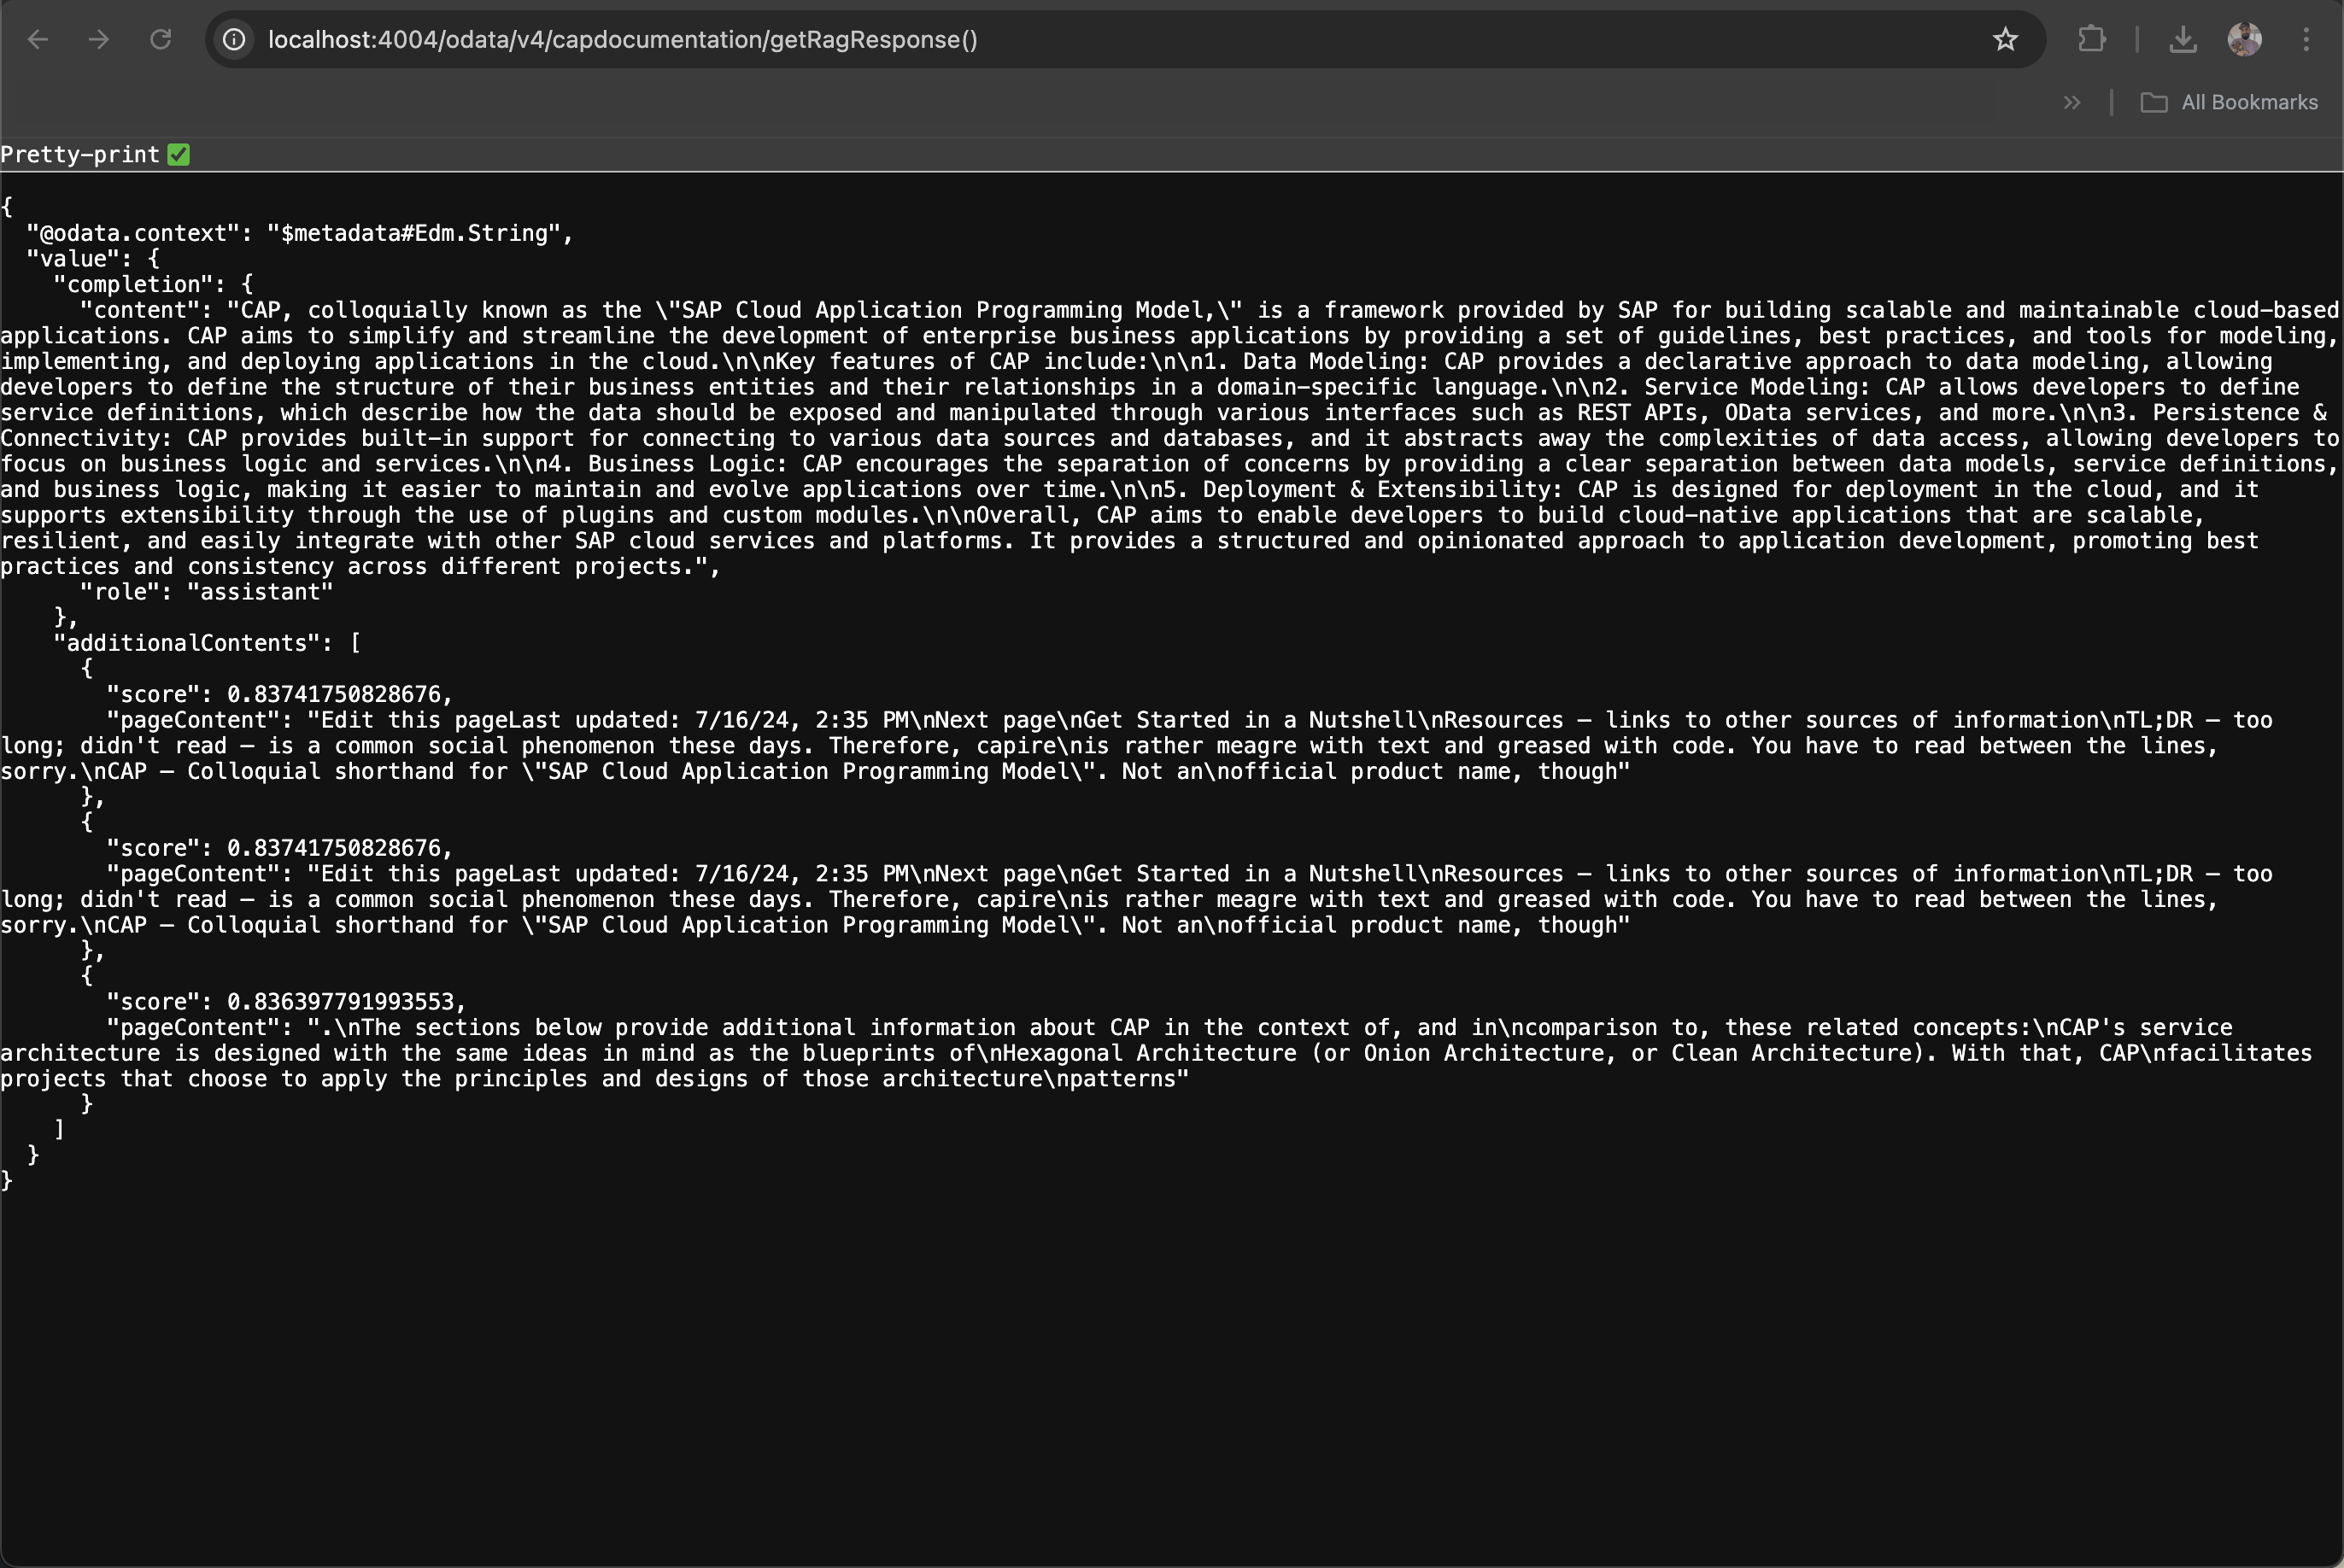 localhost:4004/odata/v4/capdocumentation/getRagResponse()
All Bookmarks
Pretty-print
{
  "@odata.context": "$metadata#Edm.String",
  "value": {
    "completion": {
      "content": "CAP, colloquially known as the \"SAP Cloud Application Programming Model,\" is a framework provided by SAP for building scalable and maintainable cloud-based
applications. CAP aims to simplify and streamline the development of enterprise business applications by providing a set of guidelines, best practices, and tools for modeling,
implementing, and deploying applications in the cloud.\n\nKey features of CAP include:\n\n1. Data Modeling: CAP provides a declarative approach to data modeling, allowing
developers to define the structure of their business entities and their relationships in a domain-specific language.\n\n2. Service Modeling: CAP allows developers to define
service definitions, which describe how the data should be exposed and manipulated through various interfaces such as REST APIs, OData services, and more.\n\n3. Persistence &
Connectivity: CAP provides built-in support for connecting to various data sources and databases, and it abstracts away the complexities of data access, allowing developers to
focus on business logic and services.\n\n4. Business Logic: CAP encourages the separation of concerns by providing a clear separation between data models, service definitions,
and business logic, making it easier to maintain and evolve applications over time.\n\n5. Deployment & Extensibility: CAP is designed for deployment in the cloud, and it
supports extensibility through the use of plugins and custom modules.\n\nOverall, CAP aims to enable developers to build cloud-native applications that are scalable,
resilient, and easily integrate with other SAP cloud services and platforms. It provides a structured and opinionated approach to application development, promoting best
practices and consistency across different projects.",
      "role": "assistant"
    },
    "additionalContents": [
      {
        "score": 0.83741750828676,
        "pageContent": "Edit this pageLast updated: 7/16/24, 2:35 PM\nNext page\nGet Started in a Nutshell\nResources – links to other sources of information\nTL;DR – too
long; didn't read – is a common social phenomenon these days. Therefore, capire\nis rather meagre with text and greased with code. You have to read between the lines,
sorry.\nCAP – Colloquial shorthand for \"SAP Cloud Application Programming Model\". Not an\nofficial product name, though"
      },
      {
        "score": 0.83741750828676,
        "pageContent": "Edit this pageLast updated: 7/16/24, 2:35 PM\nNext page\nGet Started in a Nutshell\nResources – links to other sources of information\nTL;DR – too
long; didn't read – is a common social phenomenon these days. Therefore, capire\nis rather meagre with text and greased with code. You have to read between the lines,
sorry.\nCAP – Colloquial shorthand for \"SAP Cloud Application Programming Model\". Not an\nofficial product name, though"
      },
      {
        "score": 0.836397791993553,
        "pageContent": ".\nThe sections below provide additional information about CAP in the context of, and in\ncomparison to, these related concepts:\nCAP's service
architecture is designed with the same ideas in mind as the blueprints of\nHexagonal Architecture (or Onion Architecture, or Clean Architecture). With that, CAP\nfacilitates
projects that choose to apply the principles and designs of those architecture\npatterns"
      }
    ]
  }
}